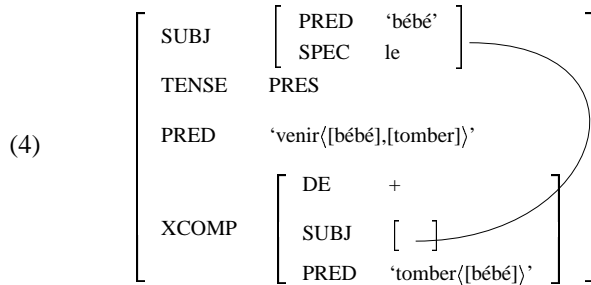 PRED ‘bébé’
SUBJ
SPEC le
TENSE PRES
(4)
PRED ‘venir⟨[bébé],[tomber]⟩’
DE +
XCOMP SUBJ [ ]
PRED ‘tomber⟨[bébé]⟩’